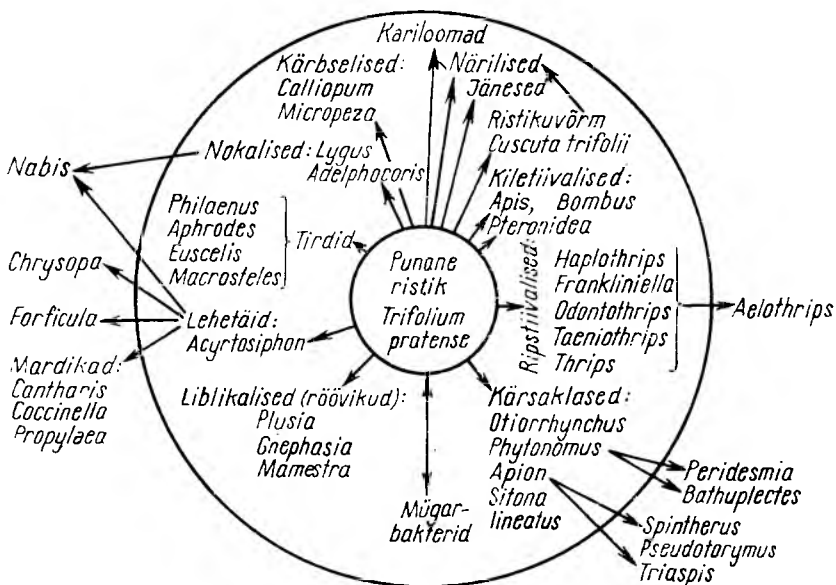 Kariloomad
Kärbselised:
Calliopum
Micropeza
Närilised
Jänesed
Ristikuvõrm
Cuscuta trifolii
Nabis
Nokalised: Lygus
Adelphocoris
Kiletiivalised:
Apis, Bombus
Pteronidea
Philaenus
Aphrodes
Euscelis
Macrosteles
Tirdid
Punane
ristik
Trifolium
pratense
Ripstiivalised:
Haplothrips
Frankliniella
Odontothrips
Taeniothrips
Thrips
Aelothrips
Chrysopa
Forficula
Lehetäid:
Acyrtosiphon
Mardikad:
Cantharis
Coccinella
Propylaea
Liblikalised (röövikud):
Plusia
Gnephasia
Mamestra
Mügar-
bakterid
Kärsaklased:
Otiorrhynchus
Phytonomus
Apion
Sitona
lineatus
Peridesmia
Bathuplectes
Spintherus
Pseudotorymus
Triaspis